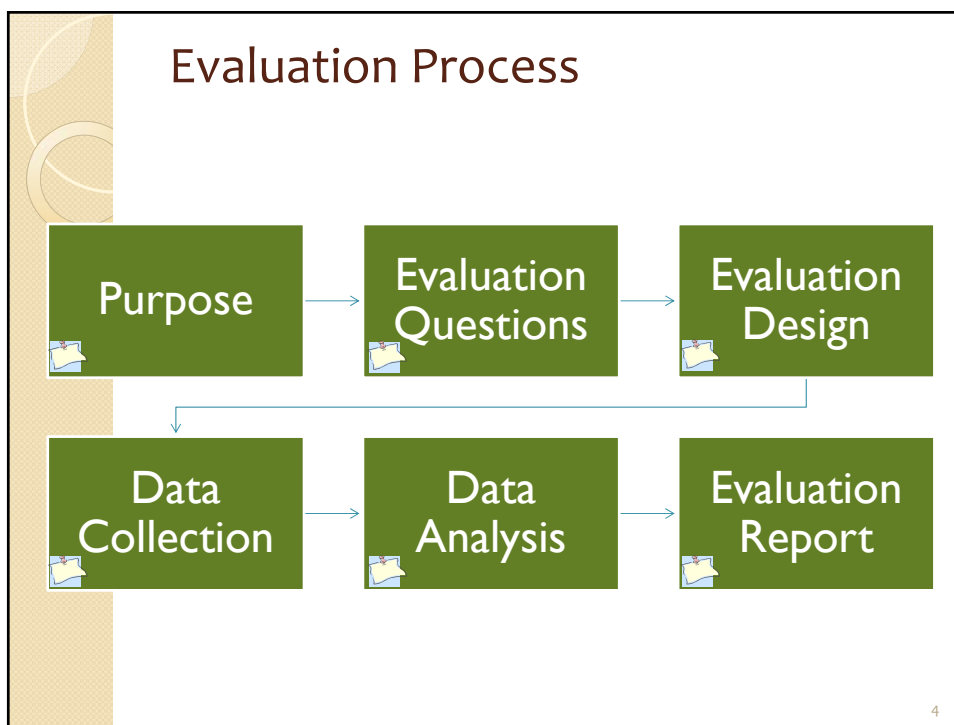 Evaluation Process
Purpose
Evaluation
Questions
Evaluation
Design
Data
Collection
Data
Analysis
Evaluation
Report
4